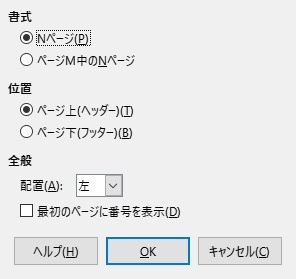 書式
Nページ(P)
ページM中のNページ
位置
ページ上(ヘッダー)(T)
ページ下(フッター)(B)
全般
配置(A): 左
最初のページに番号を表示(D)
ヘルプ(H) OK キャンセル(C)